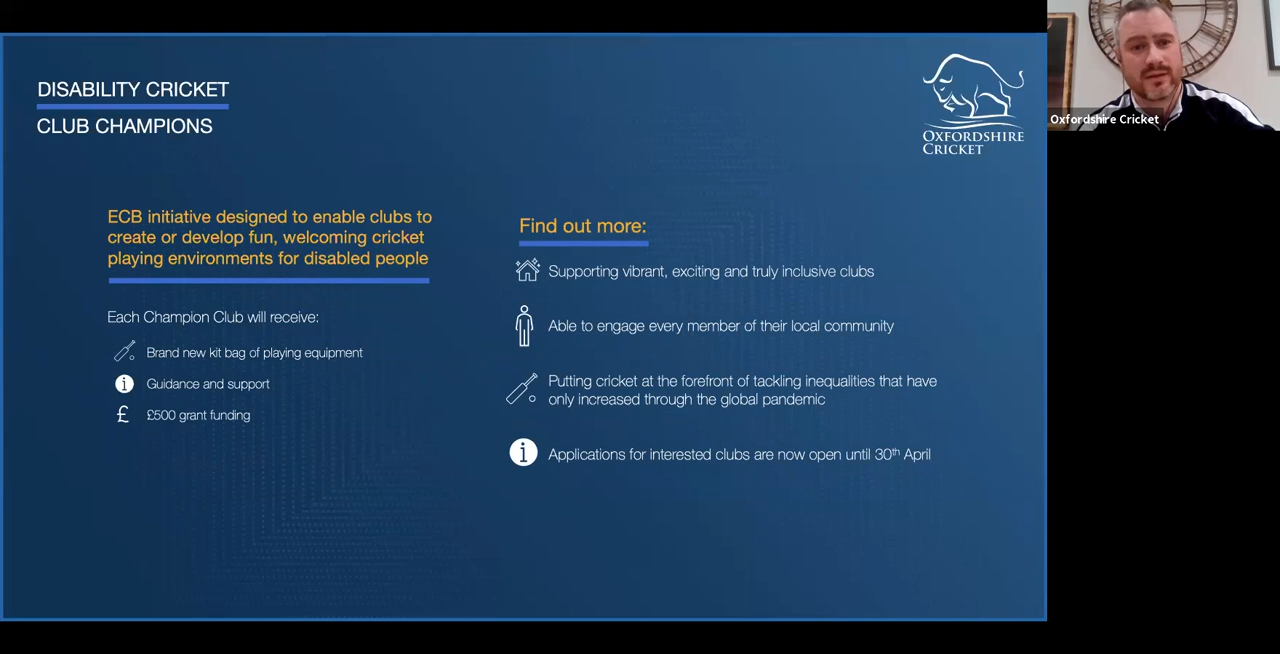 DISABILITY CRICKET
CLUB CHAMPIONS
OXFORDSHIRE
CRICKET
Oxfordshire Cricket
ECB initiative designed to enable clubs to
create or develop fun, welcoming cricket
playing environments for disabled people
Each Champion Club will receive:
Brand new kit bag of playing equipment
Guidance and support
£ £500 grant funding
Find out more:
Supporting vibrant, exciting and truly inclusive clubs
Able to engage every member of their local community
Putting cricket at the forefront of tackling inequalities that have
only increased through the global pandemic
Applications for interested clubs are now open until 30th April